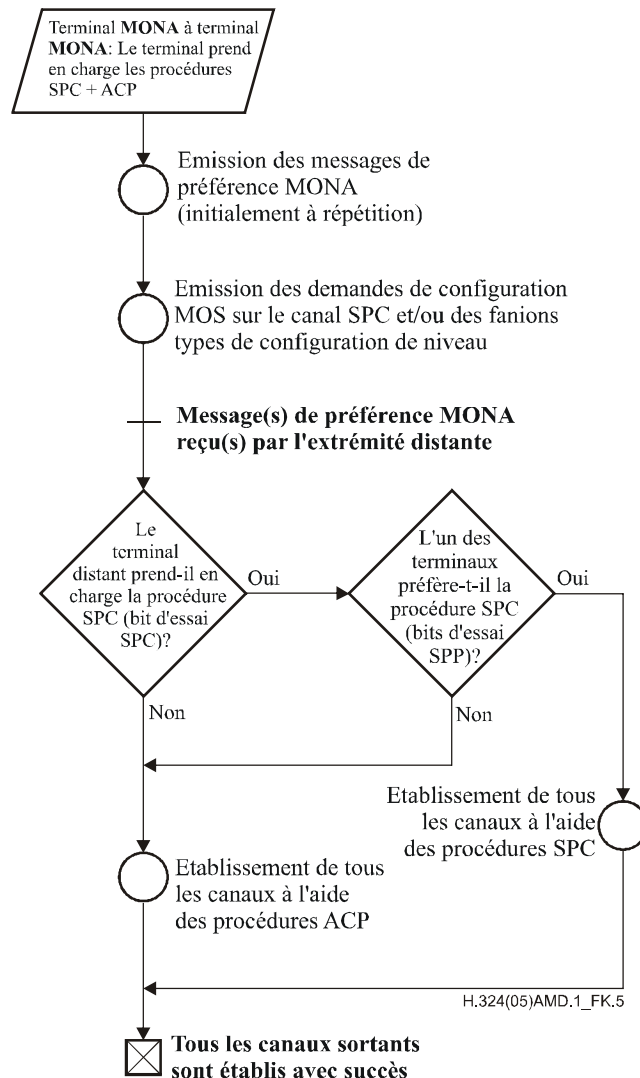 Terminal MONA à terminal
MONA: Le terminal prend
en charge les procédures
SPC + ACP
Emission des messages de
préférence MONA
(initialement à répétition)
Emission des demandes de configuration
MOS sur le canal SPC et/ou des fanions
types de configuration de niveau
Message(s) de préférence MONA
reçu(s) par l'extrémité distante
Le
terminal
distant prend-il en
charge la procédure
SPC (bit d'essai
SPC)?
Oui
L'un des
terminaux
préfère-t-il la
procédure SPC
(bits d'essai
SPP)?
Oui
Non
Non
Etablissement de tous
les canaux à l'aide
des procédures SPC
Etablissement de tous
les canaux à l'aide
des procédures ACP
H.324(05)AMD.1_FK.5
Tous les canaux sortants
sont établis avec succès